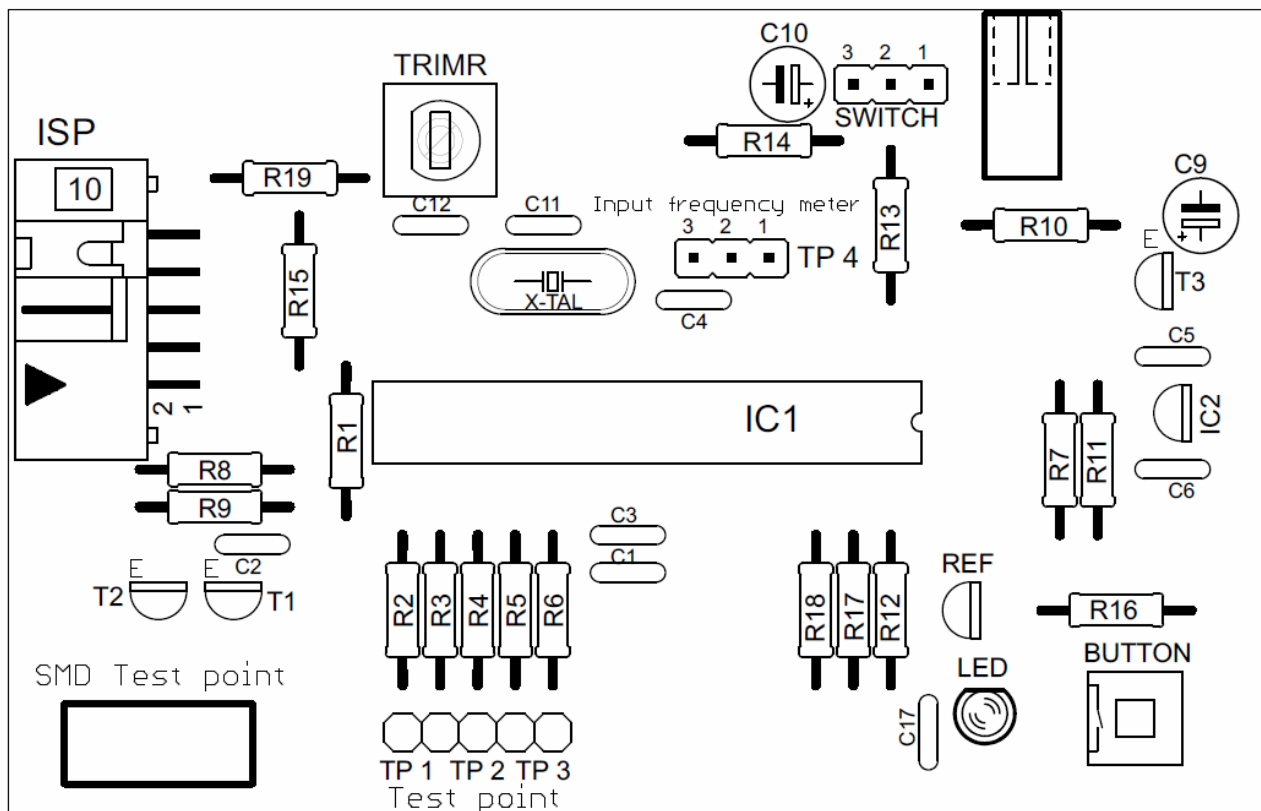 C10
3 2 1
TRIMR
SWITCH
ISP
R14
10
R19
C9
C12
C11
Input frequency meter
R13
R10
3 2 1
E
TP 4
R15
X-TAL
T3
C4
C5
2
1
R1
IC1
IC2
R7
R11
R8
C6
R9
C3
C2
C1
E
E
REF
T2
T1
R2
R3
R4
R5
R6
R18
R17
R12
R16
SMD Test point
LED
BUTTON
C17
TP 1 TP 2 TP 3
Test point